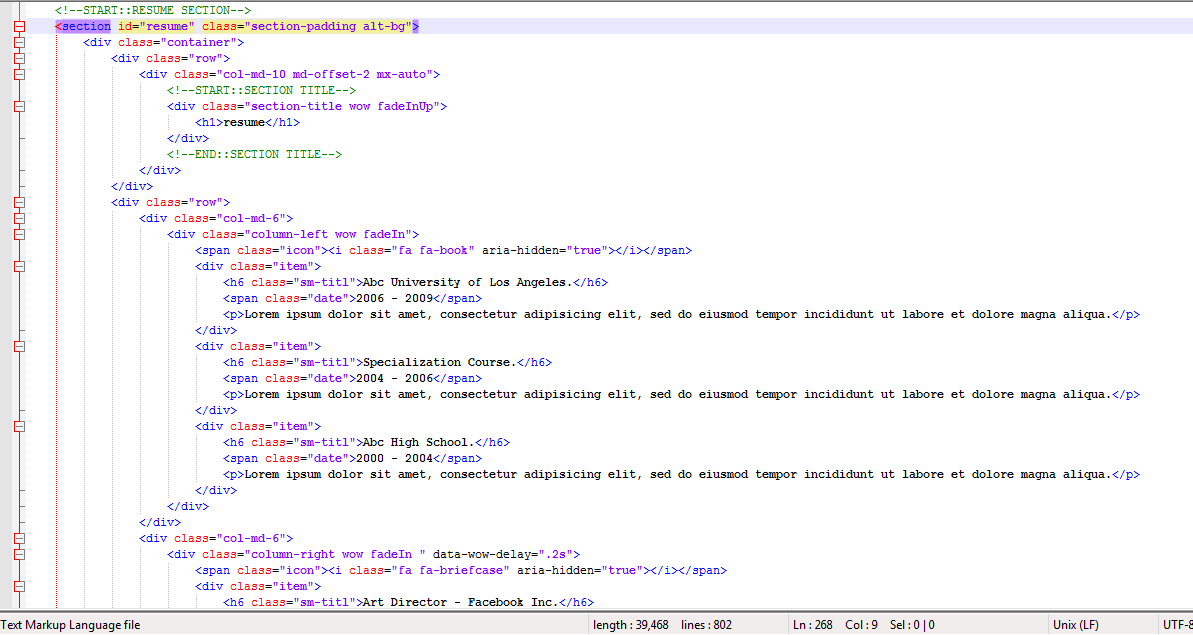 <!--START::RESUME SECTION-->
<section id="resume" class="section-padding alt-bg">
<div class="container">
<div class="row">
<div class="col-md-10 md-offset-2 mx-auto">
<!--START::SECTION TITLE-->
<div class="section-title wow fadeInUp">
<h1>resume</h1>
</div>
<!--END::SECTION TITLE-->
</div>
</div>
<div class="row">
<div class="col-md-6">
<div class="column-left wow fadeIn">
<span class="icon"><i class="fa fa-book" aria-hidden="true"></i></span>
<div class="item">
<h6 class="sm-titl">Abc University of Los Angeles.</h6>
<span class="date">2006 - 2009</span>
<p>Lorem ipsum dolor sit amet, consectetur adipisicing elit, sed do eiusmod tempor incididunt ut labore et dolore magna aliqua.</p>
</div>
<div class="item">
<h6 class="sm-titl">Specialization Course.</h6>
<span class="date">2004 - 2006</span>
<p>Lorem ipsum dolor sit amet, consectetur adipisicing elit, sed do eiusmod tempor incididunt ut labore et dolore magna aliqua.</p>
</div>
<div class="item">
<h6 class="sm-titl">Abc High School.</h6>
<span class="date">2000 - 2004</span>
<p>Lorem ipsum dolor sit amet, consectetur adipisicing elit, sed do eiusmod tempor incididunt ut labore et dolore magna aliqua.</p>
</div>
</div>
</div>
<div class="col-md-6">
<div class="column-right wow fadeIn " data-wow-delay=".2s">
<span class="icon"><i class="fa fa-briefcase" aria-hidden="true"></i></span>
<div class="item">
<h6 class="sm-titl">Art Director - Facebook Inc.</h6>
Text Markup Language file length : 39,468 lines : 802 Ln : 268 Col : 9 Sel : 0 | 0 Unix (LF) UTF-8